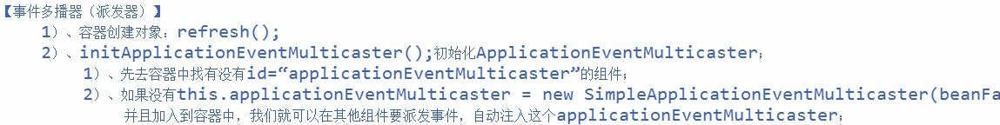 【事件多播器（派发器）】
1）、容器创建对象：refresh();
2）、initApplicationEventMulticaster();初始化ApplicationEventMulticaster；
1）、先去容器中找有没有id=“applicationEventMulticaster”的组件；
2）、如果没有this.applicationEventMulticaster = new SimpleApplicationEventMulticaster(beanFa
并且加入到容器中，我们就可以在其他组件要派发事件，自动注入这个applicationEventMulticaster；